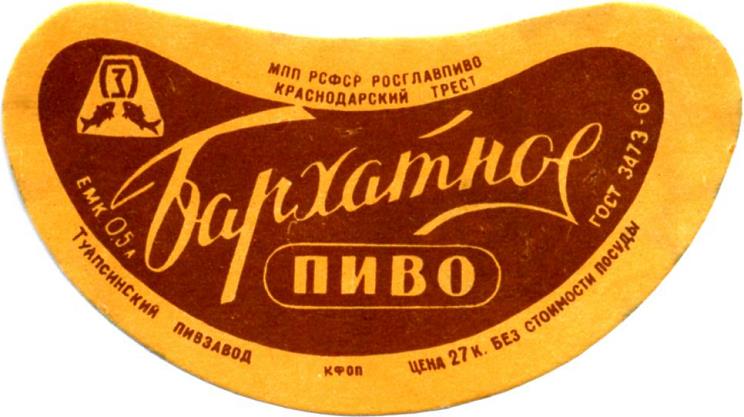 МПП РСФСР РОСГЛАВПИВО
КРАСНОДАРСКИЙ ТРЕСТ
(3)
Бархатное
ПИВО
ЕМК 0,5 л
ГОСТ 3473-69
ТУАПСИНСКИЙ ПИВЗАВОД
КФОП
ЦЕНА 27 К. БЕЗ СТОИМОСТИ ПОСУДЫ